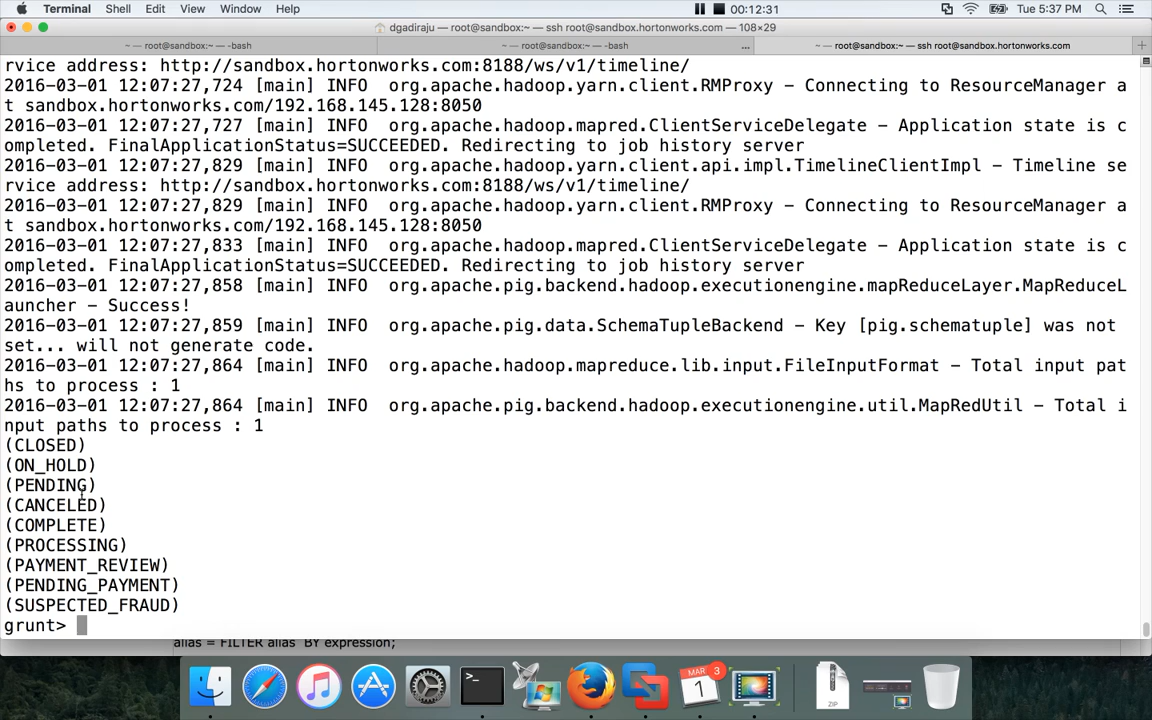 Terminal Shell Edit View Window Help 00:12:31 Tue 5:37 PM
dgadiraju — root@sandbox:~ — ssh root@sandbox.hortonworks.com — 108×29
~ — root@sandbox:~ — -bash ~ — root@sandbox:~ — -bash ... ~ — root@sandbox:~ — ssh root@sandbox.hortonworks.com +
rvice address: http://sandbox.hortonworks.com:8188/ws/v1/timeline/
2016-03-01 12:07:27,724 [main] INFO  org.apache.hadoop.yarn.client.RMProxy - Connecting to ResourceManager a
t sandbox.hortonworks.com/192.168.145.128:8050
2016-03-01 12:07:27,727 [main] INFO  org.apache.hadoop.mapred.ClientServiceDelegate - Application state is c
ompleted. FinalApplicationStatus=SUCCEEDED. Redirecting to job history server
2016-03-01 12:07:27,829 [main] INFO  org.apache.hadoop.yarn.client.api.impl.TimelineClientImpl - Timeline se
rvice address: http://sandbox.hortonworks.com:8188/ws/v1/timeline/
2016-03-01 12:07:27,829 [main] INFO  org.apache.hadoop.yarn.client.RMProxy - Connecting to ResourceManager a
t sandbox.hortonworks.com/192.168.145.128:8050
2016-03-01 12:07:27,833 [main] INFO  org.apache.hadoop.mapred.ClientServiceDelegate - Application state is c
ompleted. FinalApplicationStatus=SUCCEEDED. Redirecting to job history server
2016-03-01 12:07:27,858 [main] INFO  org.apache.pig.backend.hadoop.executionengine.mapReduceLayer.MapReduceL
auncher - Success!
2016-03-01 12:07:27,859 [main] INFO  org.apache.pig.data.SchemaTupleBackend - Key [pig.schematuple] was not
set... will not generate code.
2016-03-01 12:07:27,864 [main] INFO  org.apache.hadoop.mapreduce.lib.input.FileInputFormat - Total input pat
hs to process : 1
2016-03-01 12:07:27,864 [main] INFO  org.apache.pig.backend.hadoop.executionengine.util.MapRedUtil - Total i
nput paths to process : 1
(CLOSED)
(ON_HOLD)
(PENDING)
(CANCELED)
(COMPLETE)
(PROCESSING)
(PAYMENT_REVIEW)
(PENDING_PAYMENT)
(SUSPECTED_FRAUD)
grunt>
alias = FILTER alias BY expression;
MAR 1 3
>_
ZIP